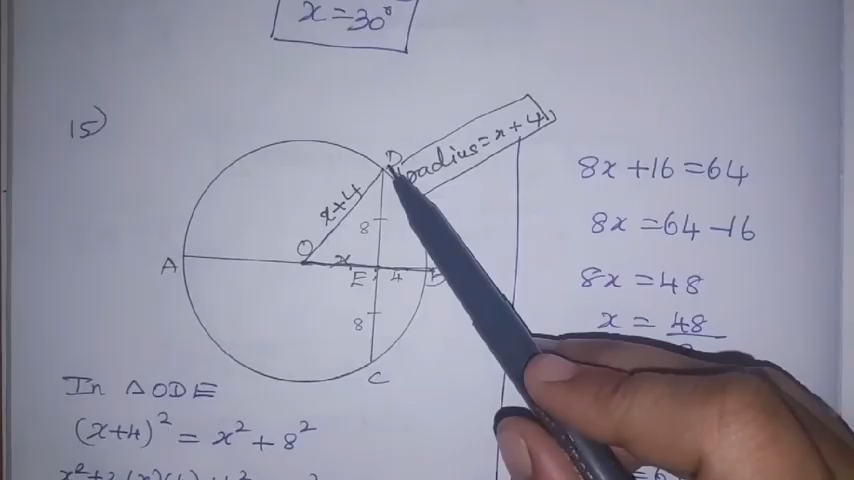 x = 30°
15)
D
radius = x + 4
x+4
8
O
x
A
E
4
8
C
In △ODE
(x+4)² = x² + 8²
8x + 16 = 64
8x = 64 - 16
8x = 48
x = 48